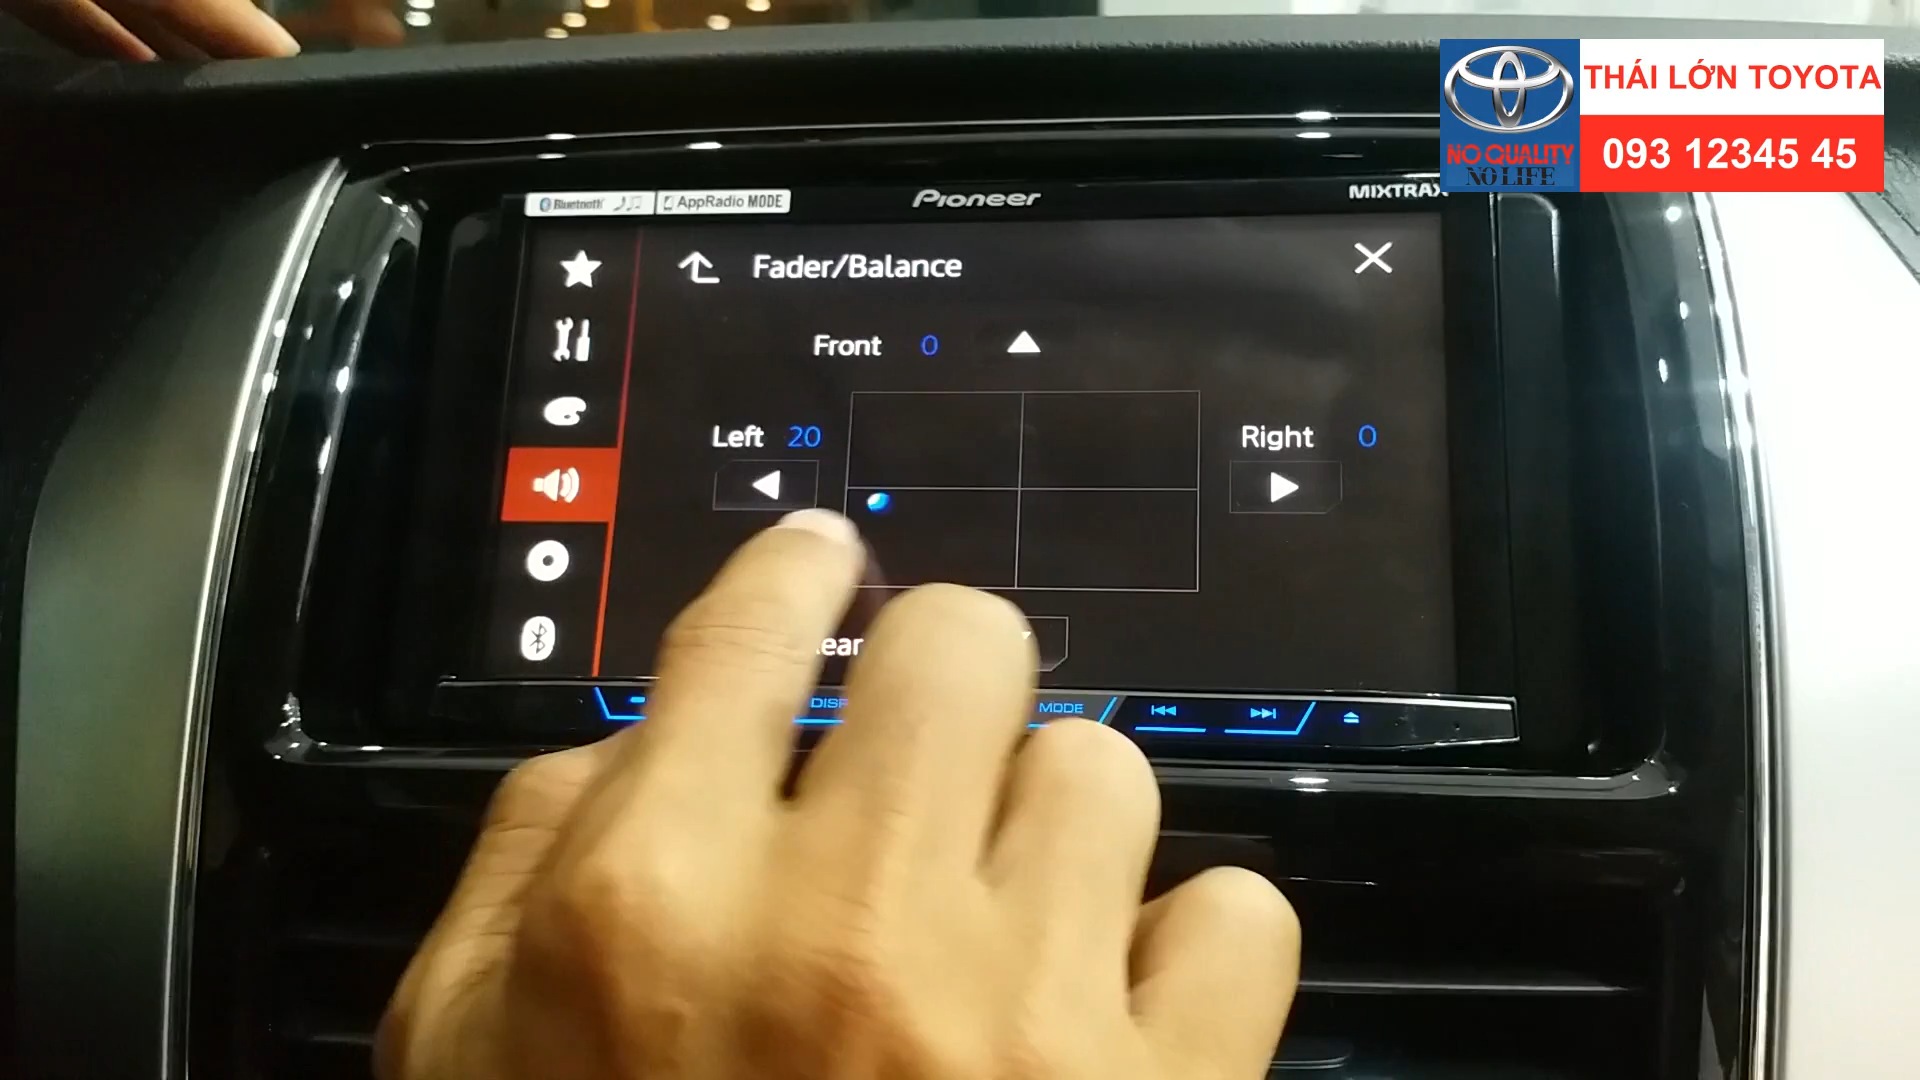 THÁI LỚN TOYOTA
093 12345 45
NO QUALITY
NO LIFE
Bluetooth
AppRadio MODE
Pioneer
MIXTRAX
Fader/Balance
Front 0
Left 20
Right 0
MODE